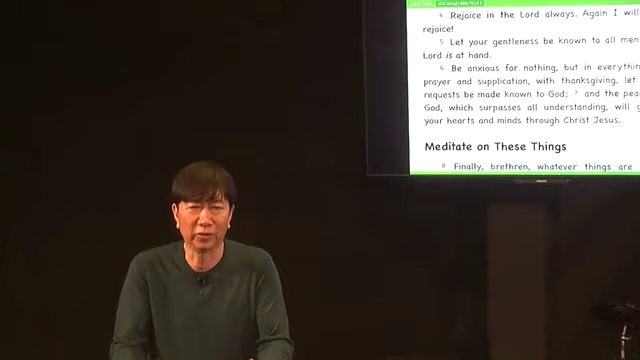 4 Rejoice in the Lord always. Again I will
rejoice!
5 Let your gentleness be known to all men
Lord is at hand.
6 Be anxious for nothing, but in everythin
prayer and supplication, with thanksgiving, let
requests be made known to God; 7 and the pea
God, which surpasses all understanding, will g
your hearts and minds through Christ Jesus.
Meditate on These Things
8 Finally, brethren, whatever things are